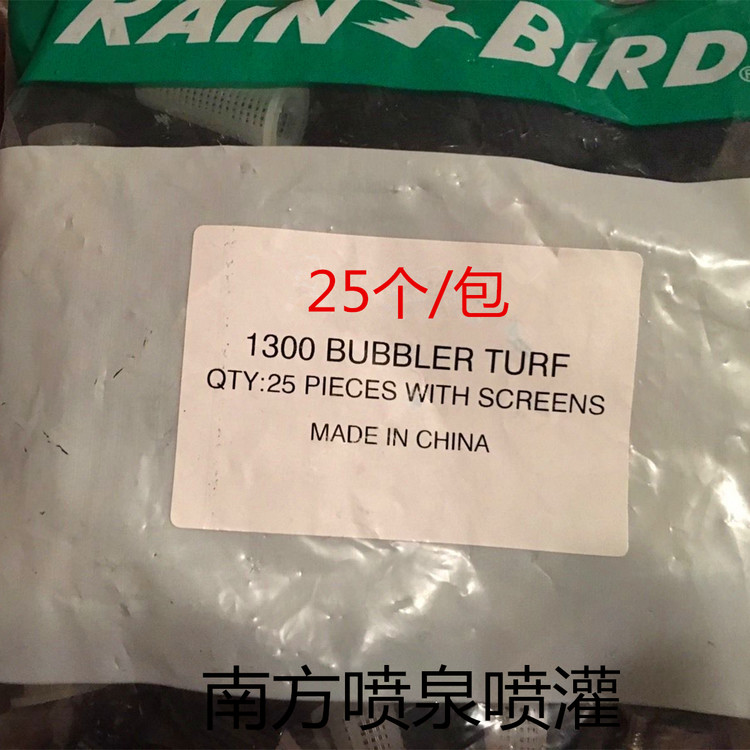 RAIN BIRD®
25个/包
1300 BUBBLER TURF
QTY:25 PIECES WITH SCREENS
MADE IN CHINA
南方喷泉喷灌